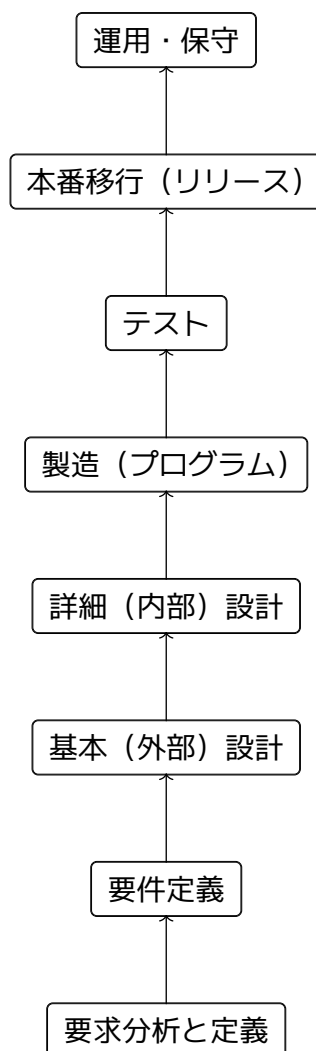 運用・保守
本番移行（リリース）
テスト
製造（プログラム）
詳細（内部）設計
基本（外部）設計
要件定義
要求分析と定義